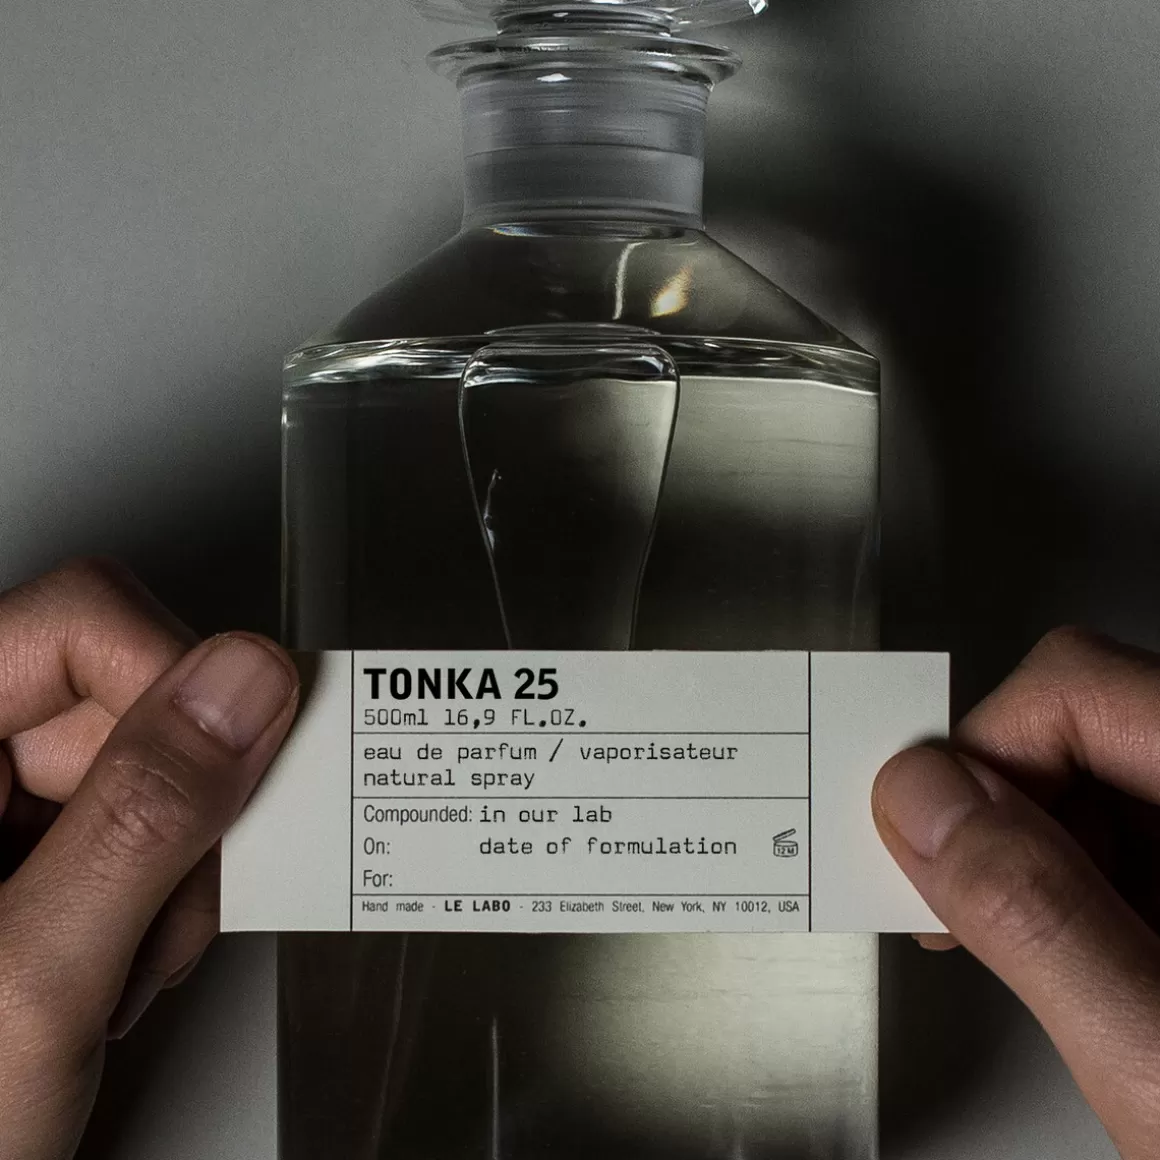 TONKA 25
500ml 16,9 FL.OZ.
eau de parfum / vaporisateur
natural spray
Compounded: in our lab
On: date of formulation
12M
For:
Hand made - LE LABO - 233 Elizabeth Street, New York, NY 10012, USA